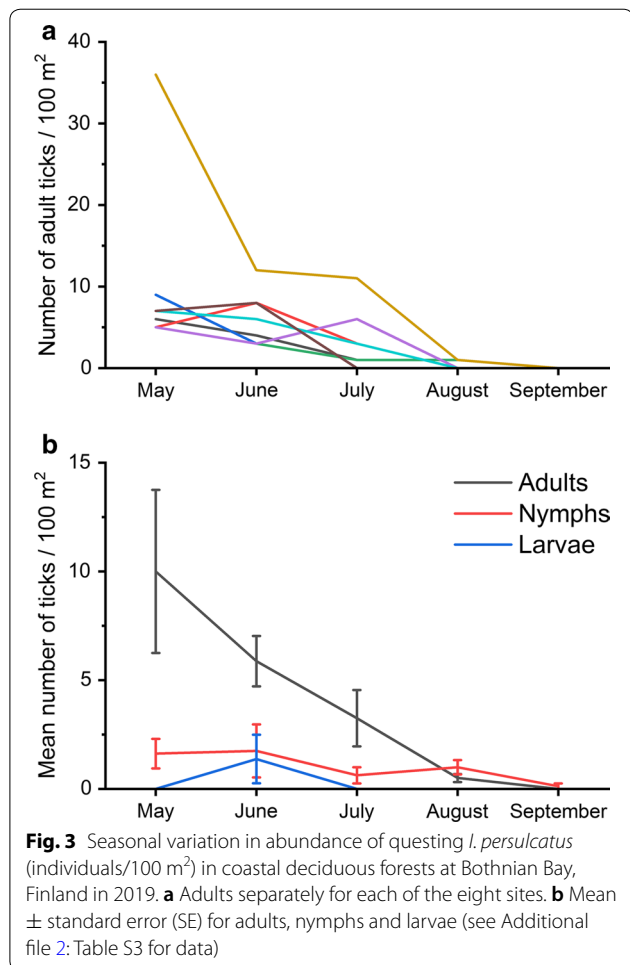 a
40
30
20
10
0
Number of adult ticks / 100 m²
May June July August September
b
15
10
5
0
Mean number of ticks / 100 m²
Adults
Nymphs
Larvae
May June July August September
Fig. 3 Seasonal variation in abundance of questing I. persulcatus
(individuals/100 m²) in coastal deciduous forests at Bothnian Bay,
Finland in 2019. a Adults separately for each of the eight sites. b Mean
± standard error (SE) for adults, nymphs and larvae (see Additional
file 2: Table S3 for data)